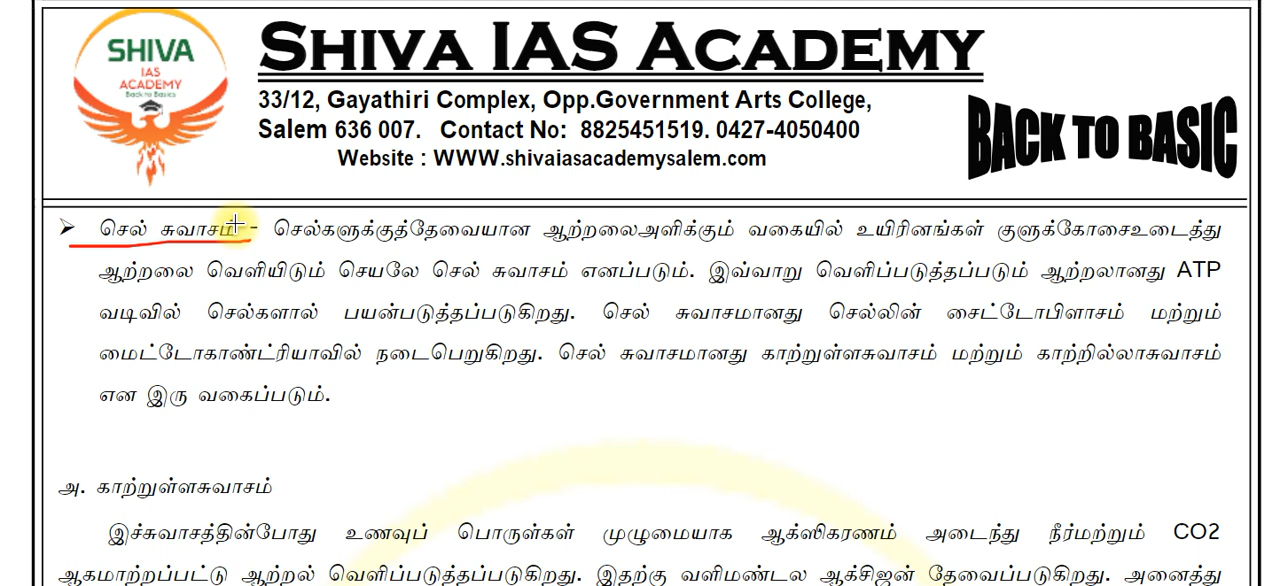 SHIVA
IAS
ACADEMY
Back to Basics
SHIVA IAS ACADEMY
33/12, Gayathiri Complex, Opp.Government Arts College,
Salem 636 007. Contact No: 8825451519. 0427-4050400
Website : WWW.shivaiasacademysalem.com
BACK TO BASIC
➢ செல் சுவாசம் - செல்களுக்குத்தேவையான ஆற்றலைஅளிக்கும் வகையில் உயிரினங்கள் குளுக்கோசைஉடைத்து
ஆற்றலை வெளியிடும் செயலே செல் சுவாசம் எனப்படும். இவ்வாறு வெளிப்படுத்தப்படும் ஆற்றலானது ATP
வடிவில் செல்களால் பயன்படுத்தப்படுகிறது. செல் சுவாசமானது செல்லின் சைட்டோபிளாசம் மற்றும்
மைட்டோகாண்ட்ரியாவில் நடைபெறுகிறது. செல் சுவாசமானது காற்றுள்ளசுவாசம் மற்றும் காற்றில்லாசுவாசம்
என இரு வகைப்படும்.
அ. காற்றுள்ளசுவாசம்
இச்சுவாசத்தின்போது உணவுப் பொருள்கள் முழுமையாக ஆக்ஸிகரணம் அடைந்து நீர்மற்றும் CO2
ஆகமாற்றப்பட்டு ஆற்றல் வெளிப்படுத்தப்படுகிறது. இதற்கு வளிமண்டல ஆக்சிஜன் தேவைப்படுகிறது. அனைத்து